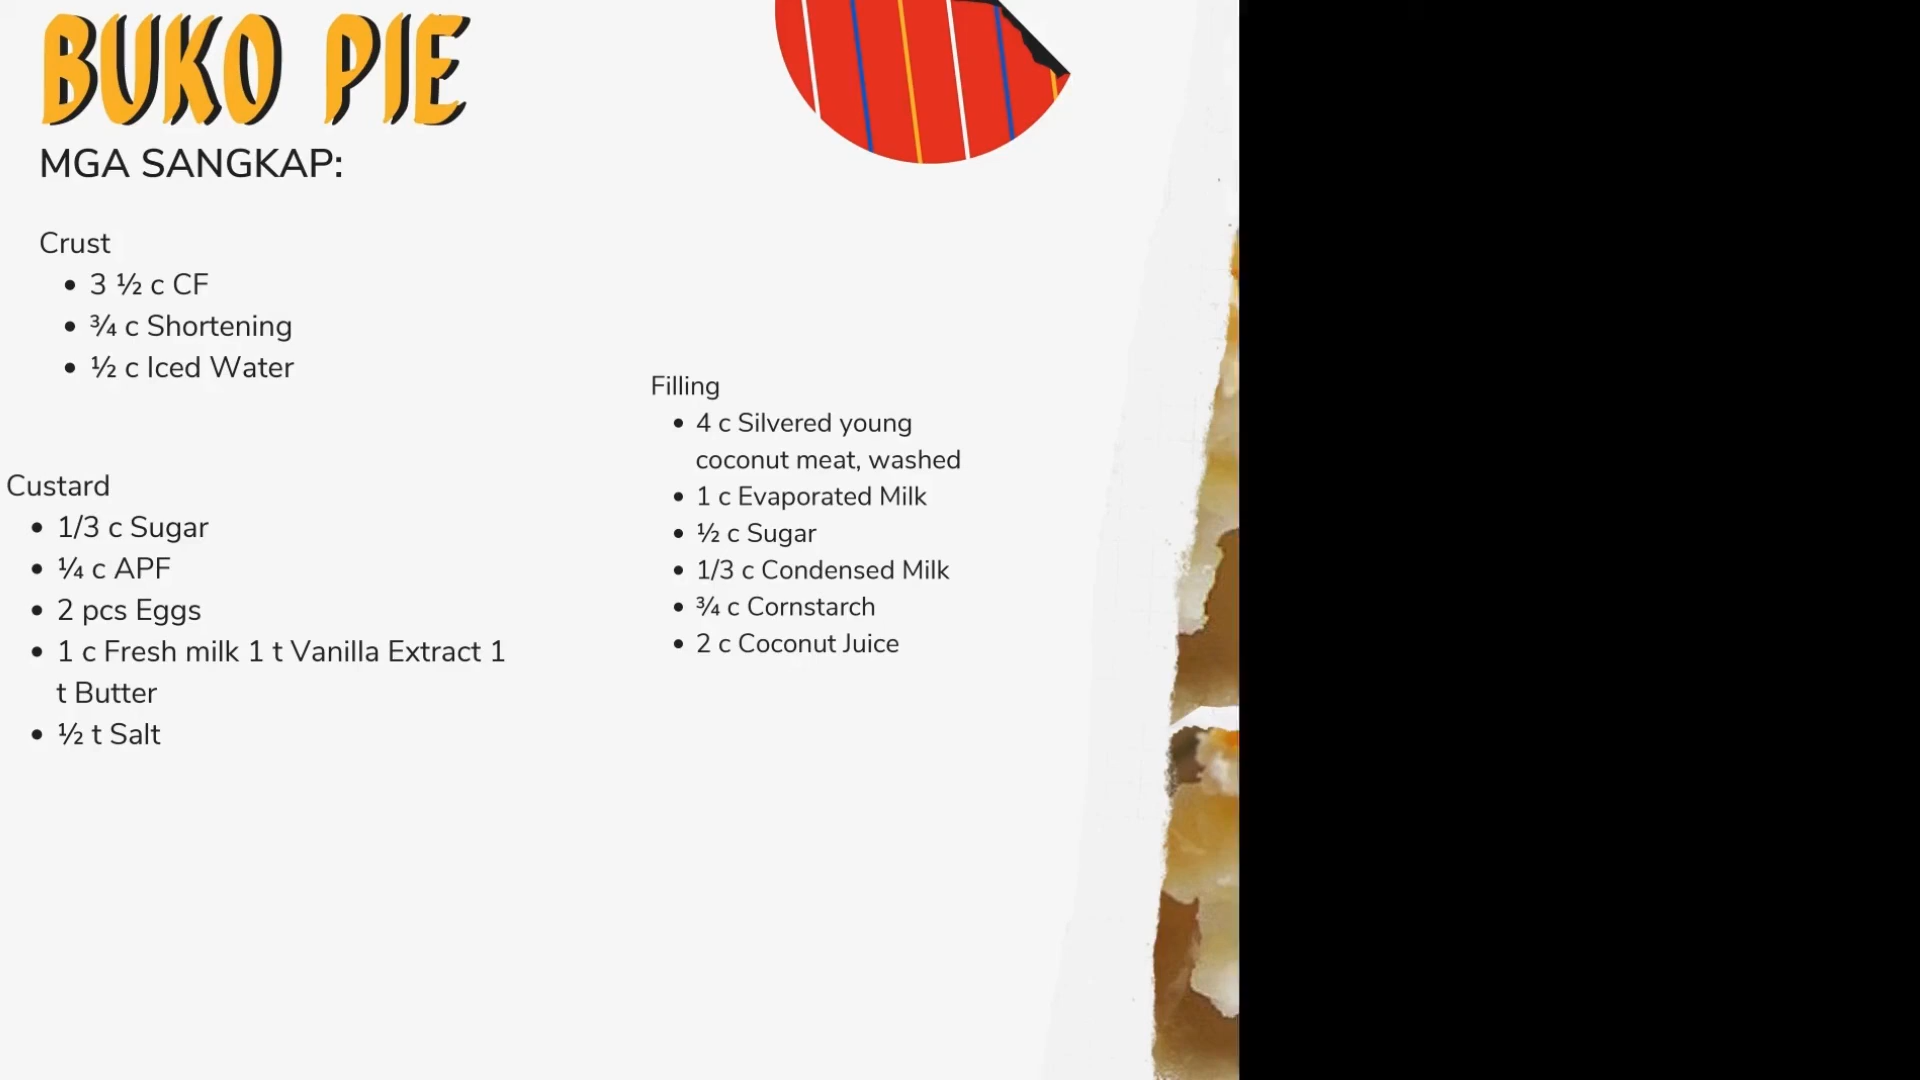 BUKO PIE
MGA SANGKAP:
Crust
• 3 ½ c CF
• ¾ c Shortening
• ½ c Iced Water
Custard
• 1/3 c Sugar
• ¼ c APF
• 2 pcs Eggs
• 1 c Fresh milk 1 t Vanilla Extract 1
t Butter
• ½ t Salt
Filling
• 4 c Silvered young
coconut meat, washed
• 1 c Evaporated Milk
• ½ c Sugar
• 1/3 c Condensed Milk
• ¾ c Cornstarch
• 2 c Coconut Juice